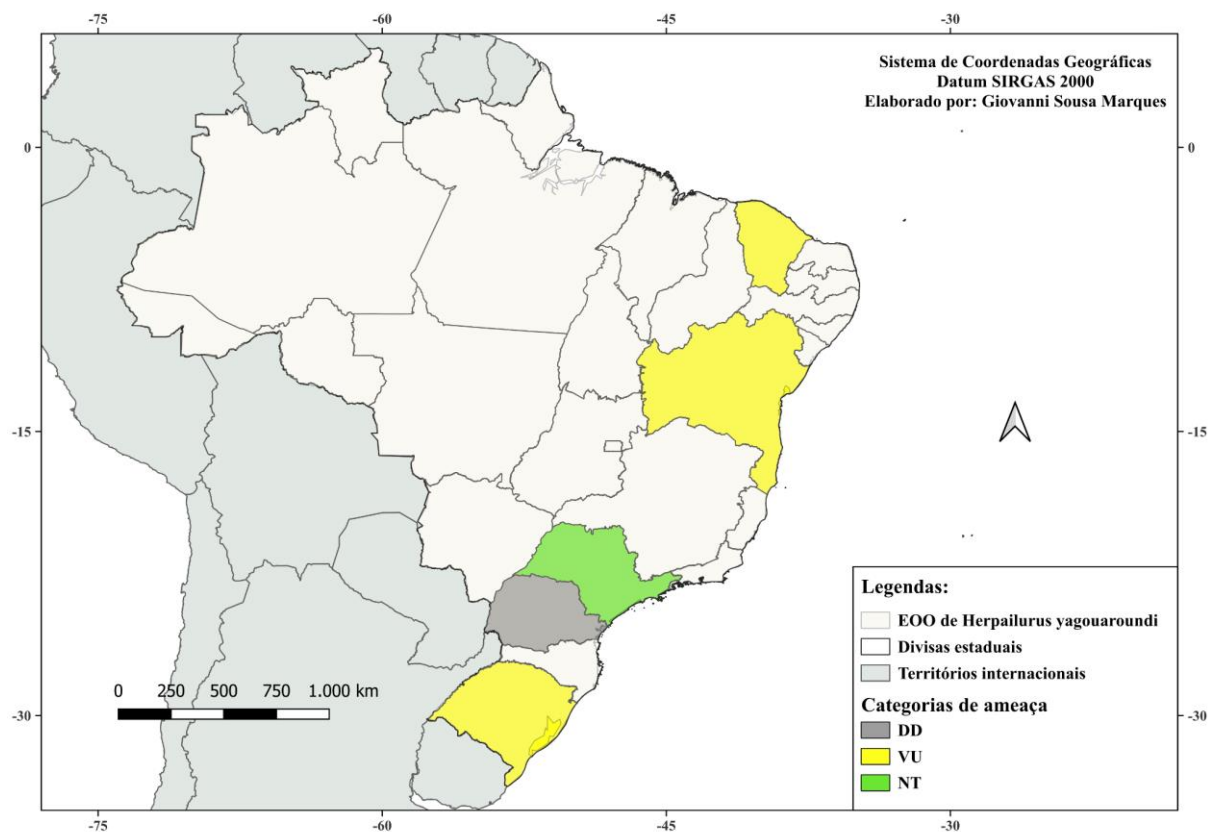 -75 -60 -45 -30
Sistema de Coordenadas Geográficas
Datum SIRGAS 2000
Elaborado por: Giovanni Sousa Marques
0 0
-15 -15
Legendas:
EOO de Herpailurus yagouaroundi
Divisas estaduais
Territórios internacionais
0 250 500 750 1.000 km
Categorias de ameaça
-30 -30
DD
VU
NT
-75 -60 -45 -30